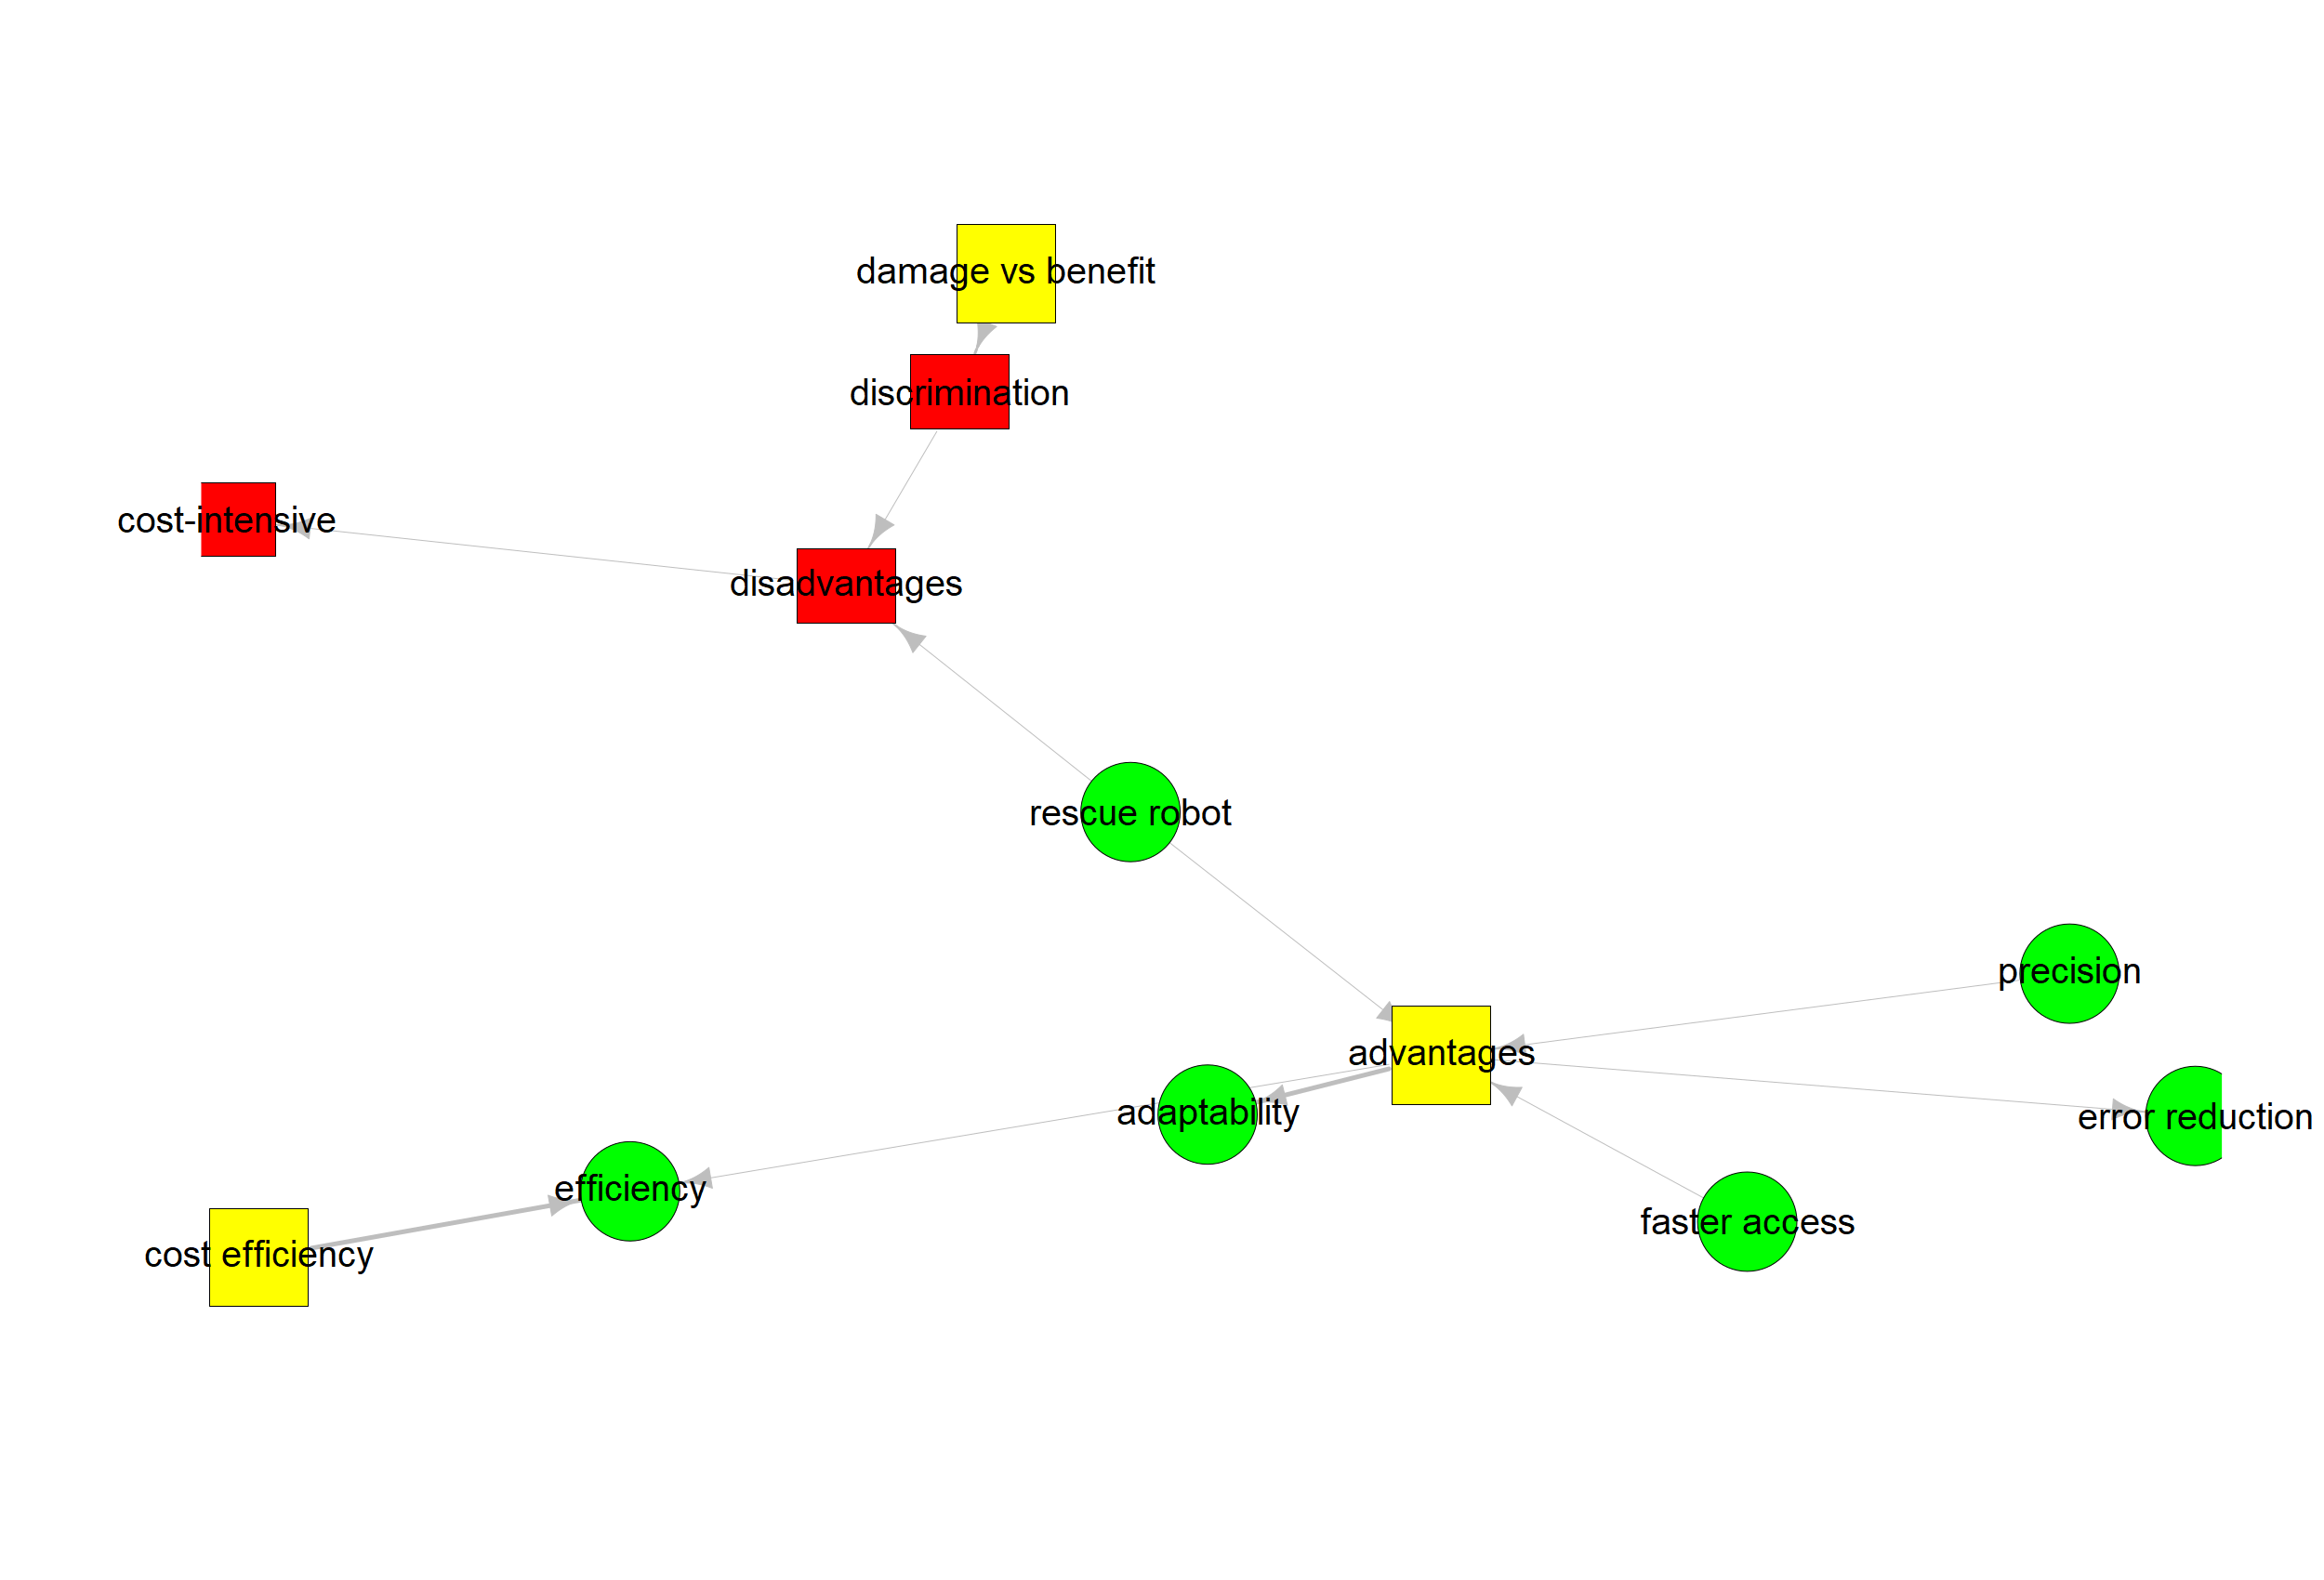 damage vs benefit
discrimination
cost-intensive
disadvantages
rescue robot
precision
advantages
adaptability
error reduction
efficiency
faster access
cost efficiency